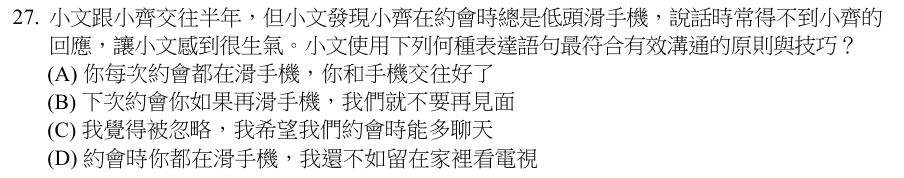 27. 小文跟小齊交往半年，但小文發現小齊在約會時總是低頭滑手機，說話時常得不到小齊的
回應，讓小文感到很生氣。小文使用下列何種表達語句最符合有效溝通的原則與技巧？
(A) 你每次約會都在滑手機，你和手機交往好了
(B) 下次約會你如果再滑手機，我們就不要再見面
(C) 我覺得被忽略，我希望我們約會時能多聊天
(D) 約會時你都在滑手機，我還不如留在家裡看電視